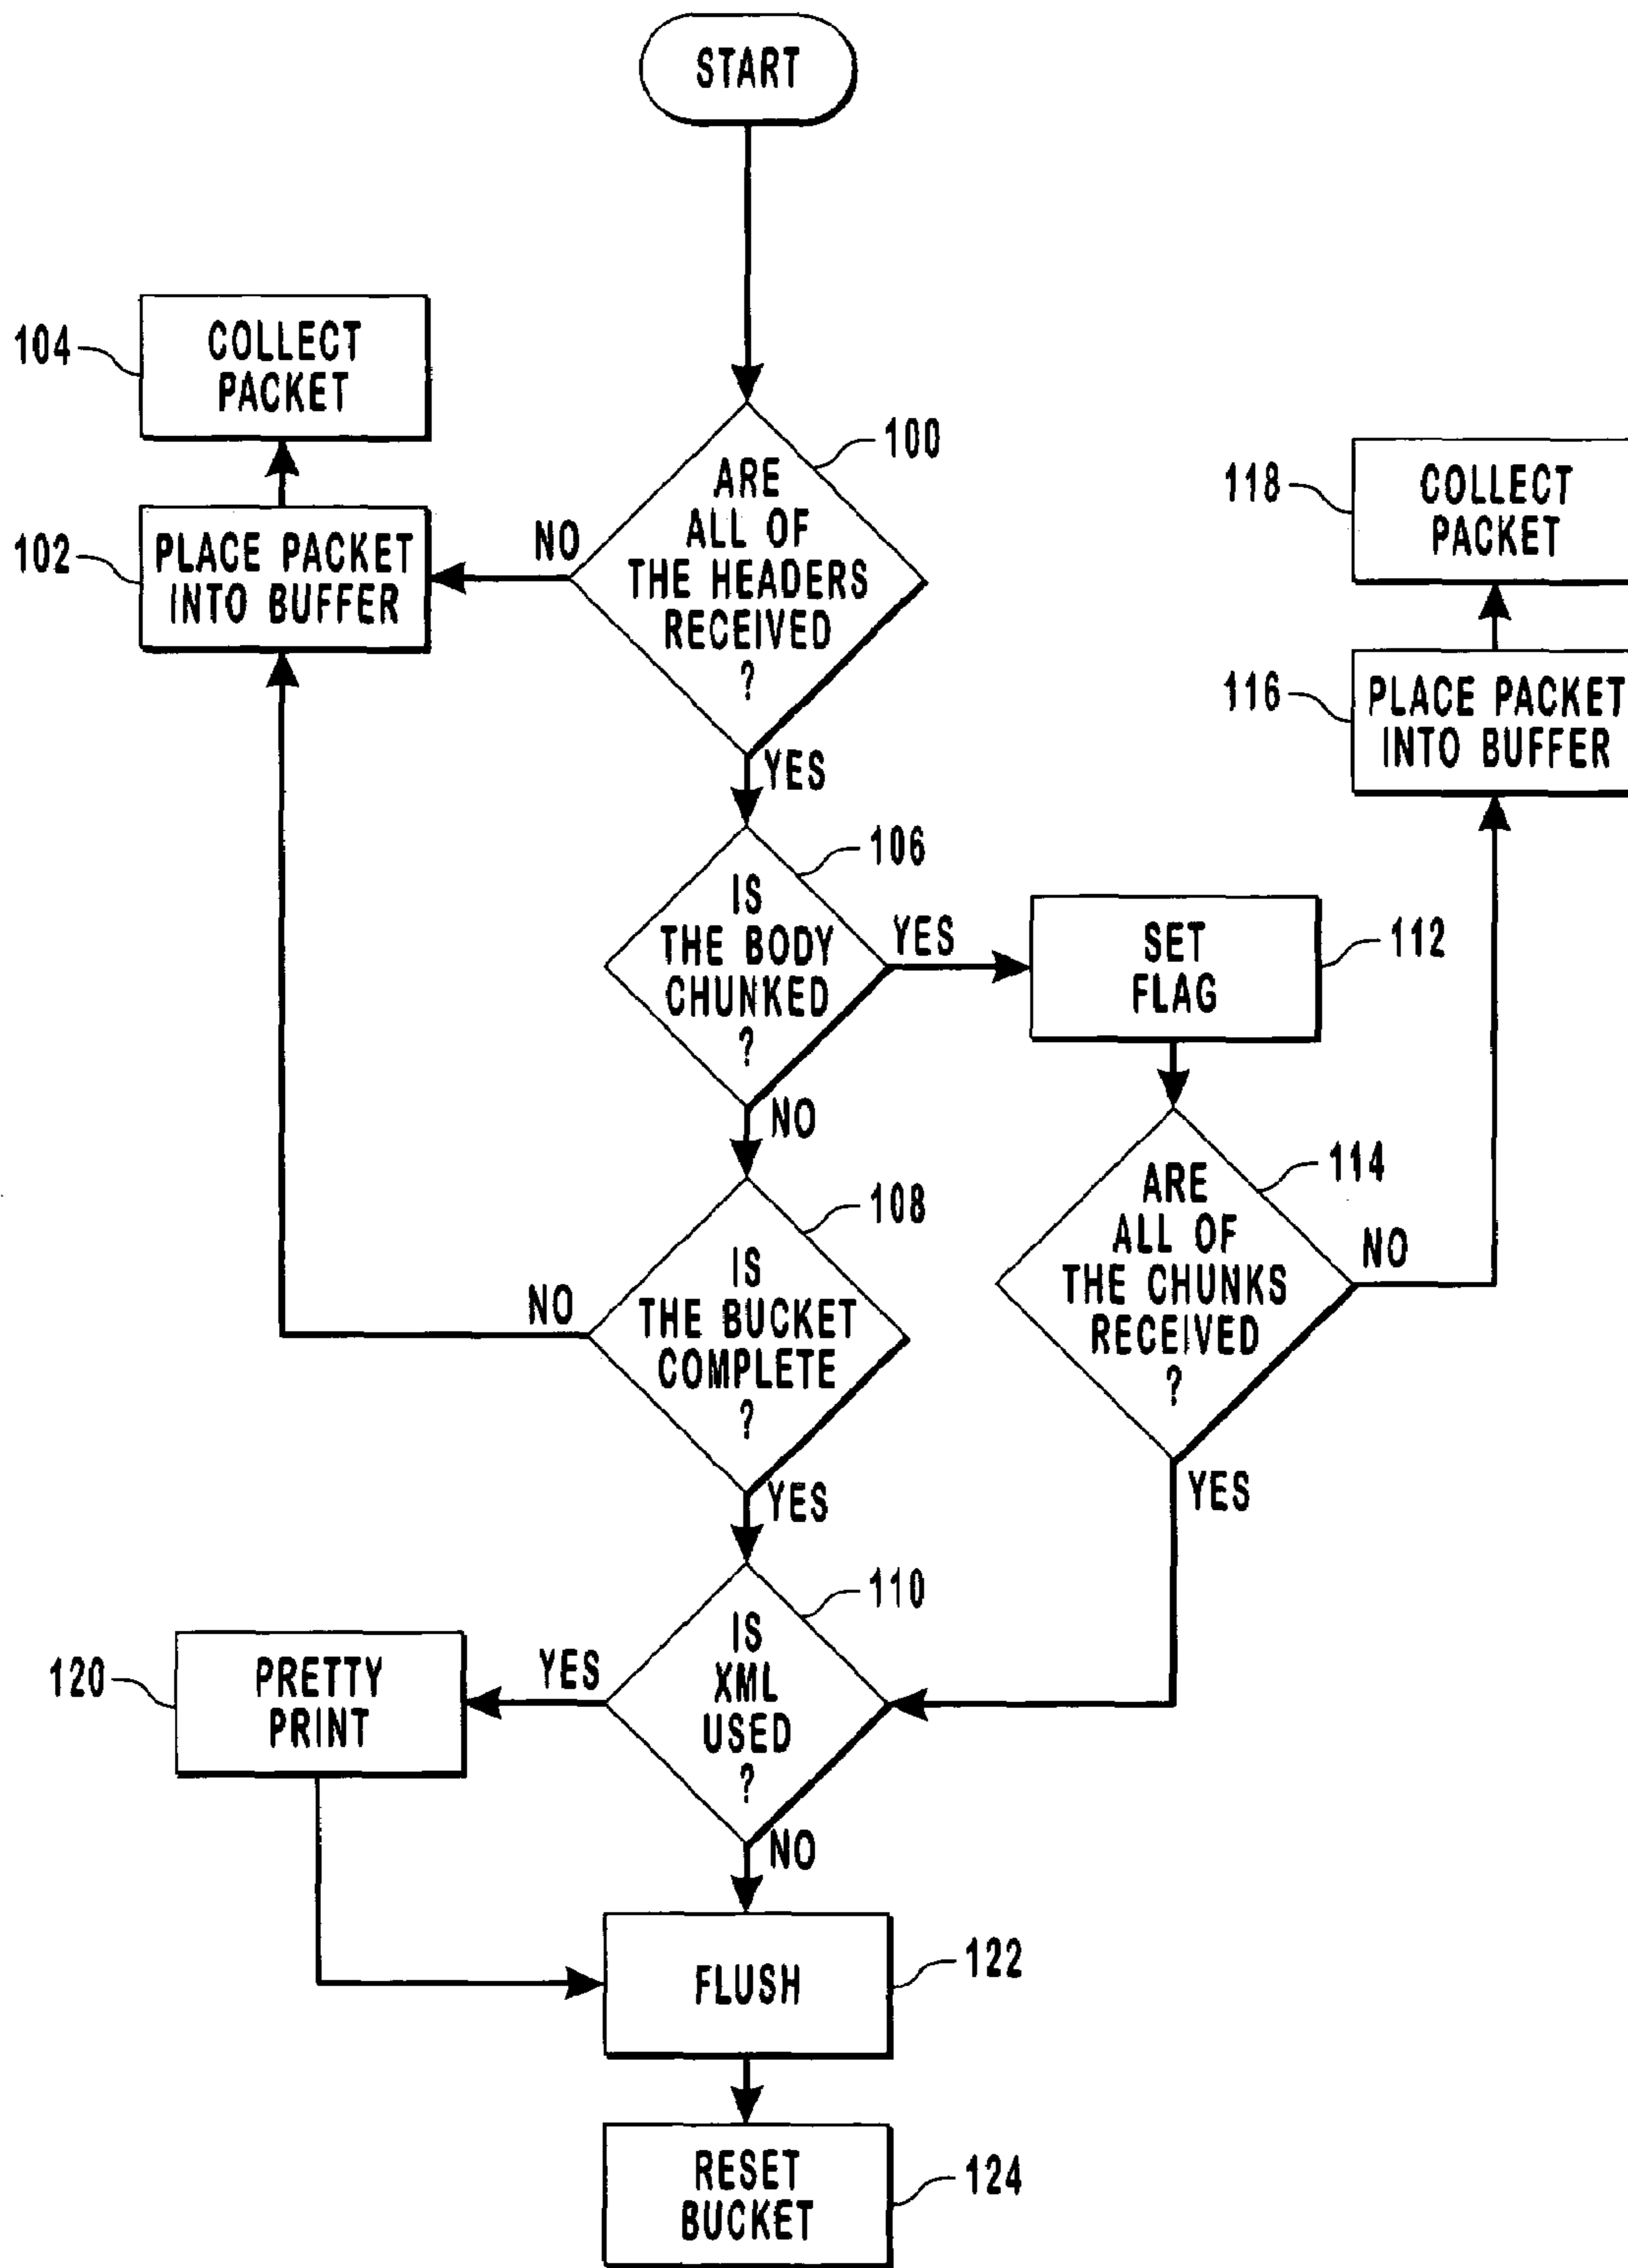 START
104
COLLECT
PACKET
102
PLACE PACKET
INTO BUFFER
NO
100
ARE
ALL OF
THE HEADERS
RECEIVED
?
YES
118
COLLECT
PACKET
116
PLACE PACKET
INTO BUFFER
106
IS
THE BODY
CHUNKED
?
YES
NO
SET
FLAG
112
108
IS
THE BUCKET
COMPLETE
?
NO
YES
114
ARE
ALL OF
THE CHUNKS
RECEIVED
?
NO
YES
110
IS
XML
USED
?
YES
NO
120
PRETTY
PRINT
FLUSH
122
RESET
BUCKET
124